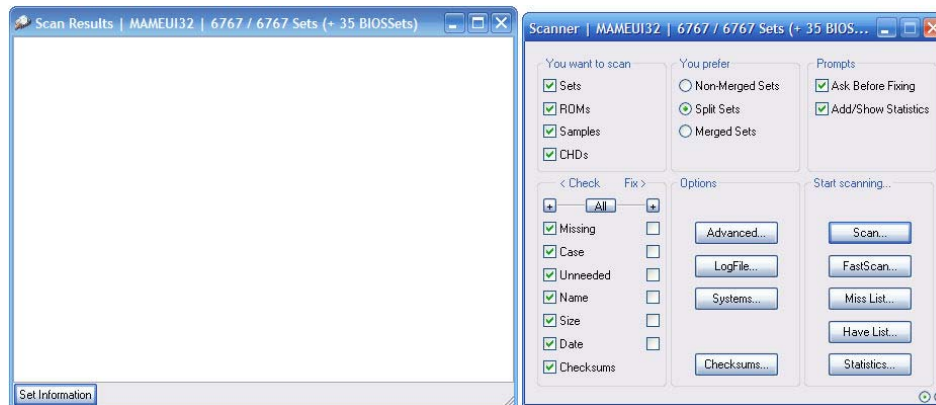 Scan Results | MAMEUI32 | 6767 / 6767 Sets (+ 35 BIOSSets)
Set Information
Scanner | MAMEUI32 | 6767 / 6767 Sets (+ 35 BIOS...
You want to scan
Sets
ROMs
Samples
CHDs
You prefer
Non-Merged Sets
Split Sets
Merged Sets
Prompts
Ask Before Fixing
Add/Show Statistics
< Check Fix >
+ All +
Missing
Case
Unneeded
Name
Size
Date
Checksums
Options
Advanced...
LogFile...
Systems...
Checksums...
Start scanning...
Scan...
FastScan...
Miss List...
Have List...
Statistics...